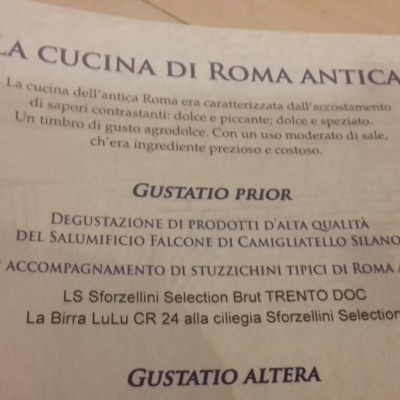 LA CUCINA DI ROMA ANTICA
La cucina dell'antica Roma era caratterizzata dall'accostamento
di sapori contrastanti: dolce e piccante; dolce e speziato.
Un timbro di gusto agrodolce. Con un uso moderato di sale,
ch'era ingrediente prezioso e costoso.
GUSTATIO PRIOR
DEGUSTAZIONE DI PRODOTTI D'ALTA QUALITÀ
DEL SALUMIFICIO FALCONE DI CAMIGLIATELLO SILANO
ACCOMPAGNAMENTO DI STUZZICHINI TIPICI DI ROMA
LS Sforzellini Selection Brut TRENTO DOC
La Birra LuLu CR 24 alla ciliegia Sforzellini Selection
GUSTATIO ALTERA